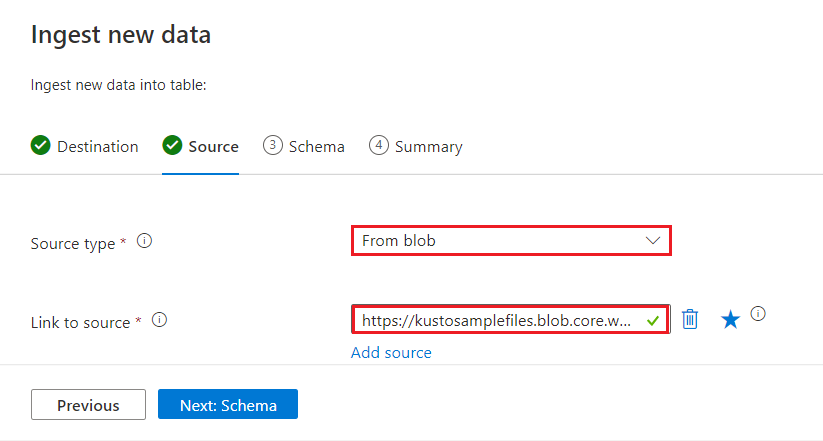 Ingest new data
Ingest new data into table:
Destination Source 3 Schema 4 Summary
Source type * i From blob
Link to source * i https://kustosamplefiles.blob.core.w... i
Add source
Previous Next: Schema